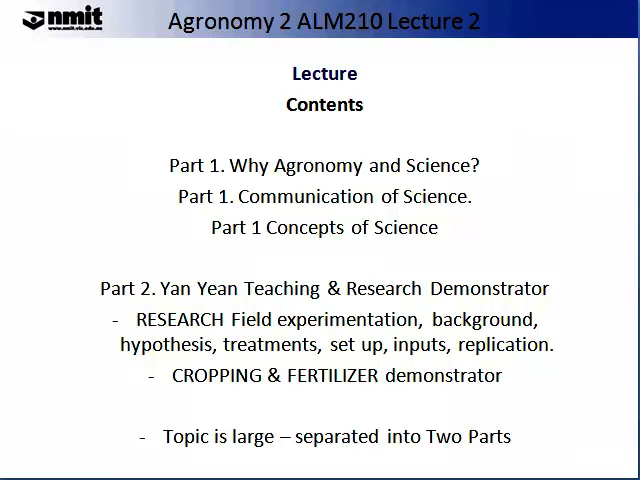 nmit
www.nmit.vic.edu.au
Agronomy 2 ALM210 Lecture 2
Lecture
Contents
Part 1. Why Agronomy and Science?
Part 1. Communication of Science.
Part 1 Concepts of Science
Part 2. Yan Yean Teaching & Research Demonstrator
- RESEARCH Field experimentation, background,
hypothesis, treatments, set up, inputs, replication.
- CROPPING & FERTILIZER demonstrator
- Topic is large – separated into Two Parts